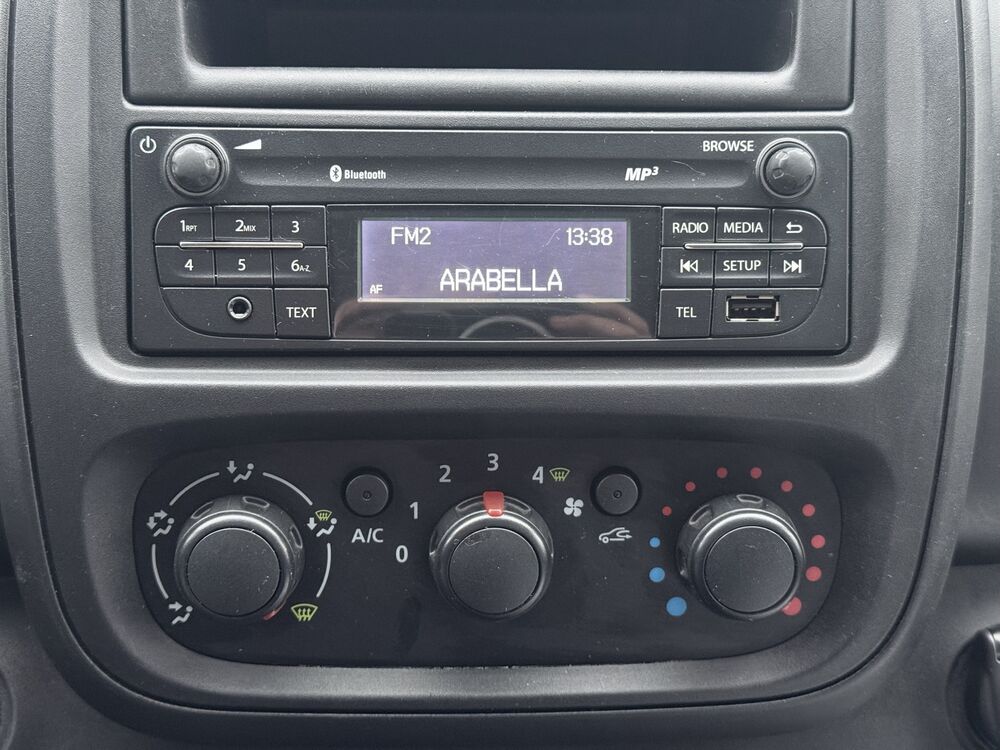 BROWSE
Bluetooth
MP3
1RPT 2MIX 3
FM2 13:38
RADIO MEDIA
4 5 6A-Z
AF ARABELLA
SETUP
TEXT
TEL
2 3 4
1
A/C
0